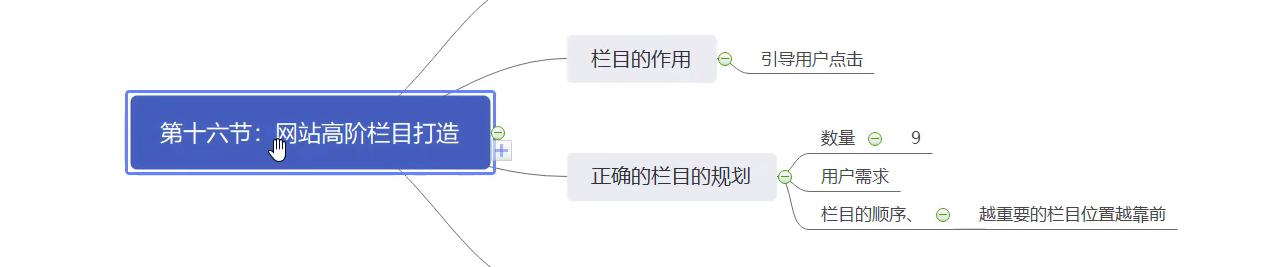 第十六节：网站高阶栏目打造
栏目的作用
引导用户点击
正确的栏目的规划
数量
9
用户需求
栏目的顺序、
越重要的栏目位置越靠前